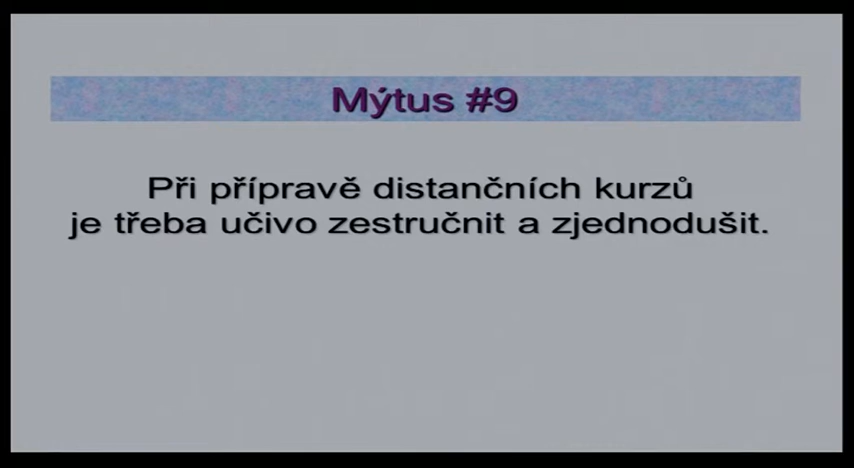 Mýtus #9
Při přípravě distančních kurzů
je třeba učivo zestručnit a zjednodušit.